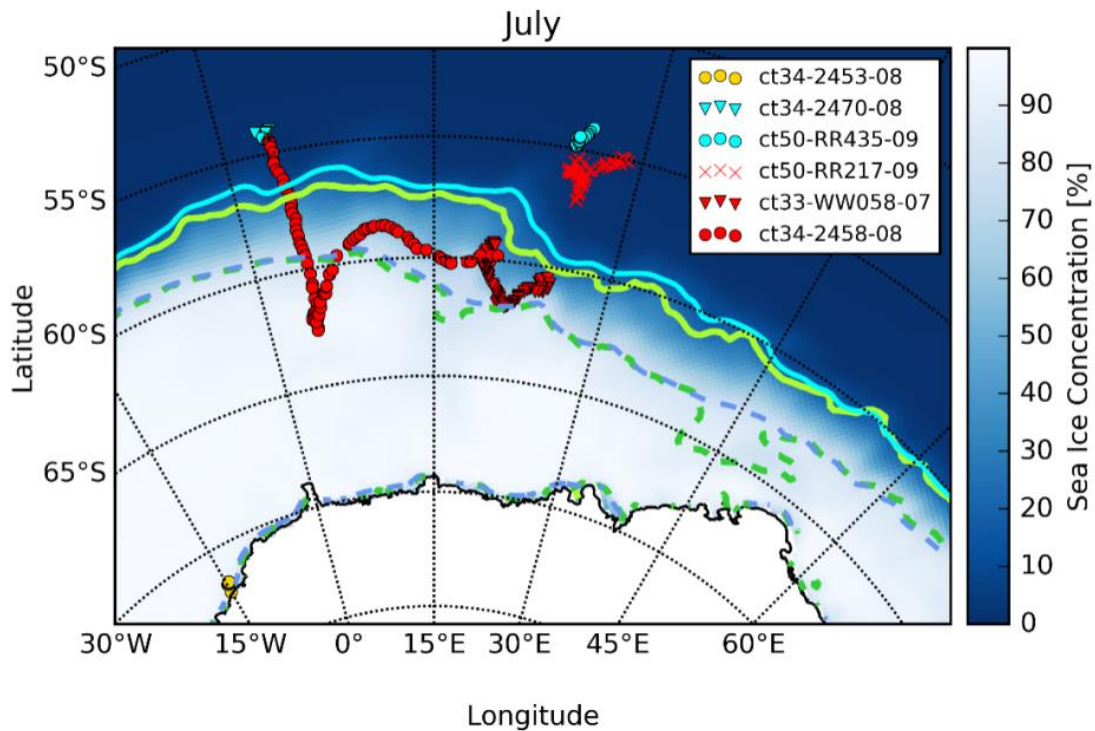 July
50°S
55°S
60°S
65°S
Latitude
ct34-2453-08
ct34-2470-08
ct50-RR435-09
ct50-RR217-09
ct33-WW058-07
ct34-2458-08
90
80
70
60
50
40
30
20
10
0
Sea Ice Concentration [%]
30°W 15°W 0° 15°E 30°E 45°E 60°E
Longitude